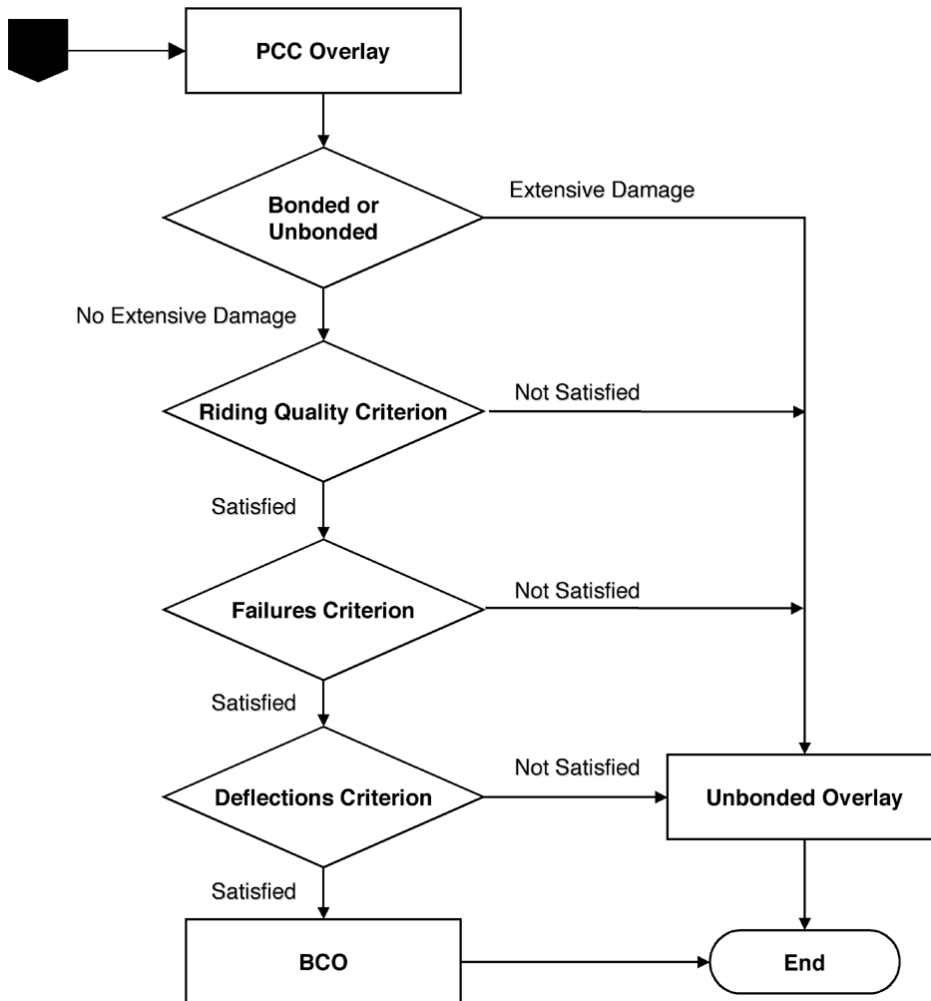 PCC Overlay
Extensive Damage
Bonded or
Unbonded
No Extensive Damage
Not Satisfied
Riding Quality Criterion
Satisfied
Not Satisfied
Failures Criterion
Satisfied
Not Satisfied
Deflections Criterion
Unbonded Overlay
Satisfied
BCO
End